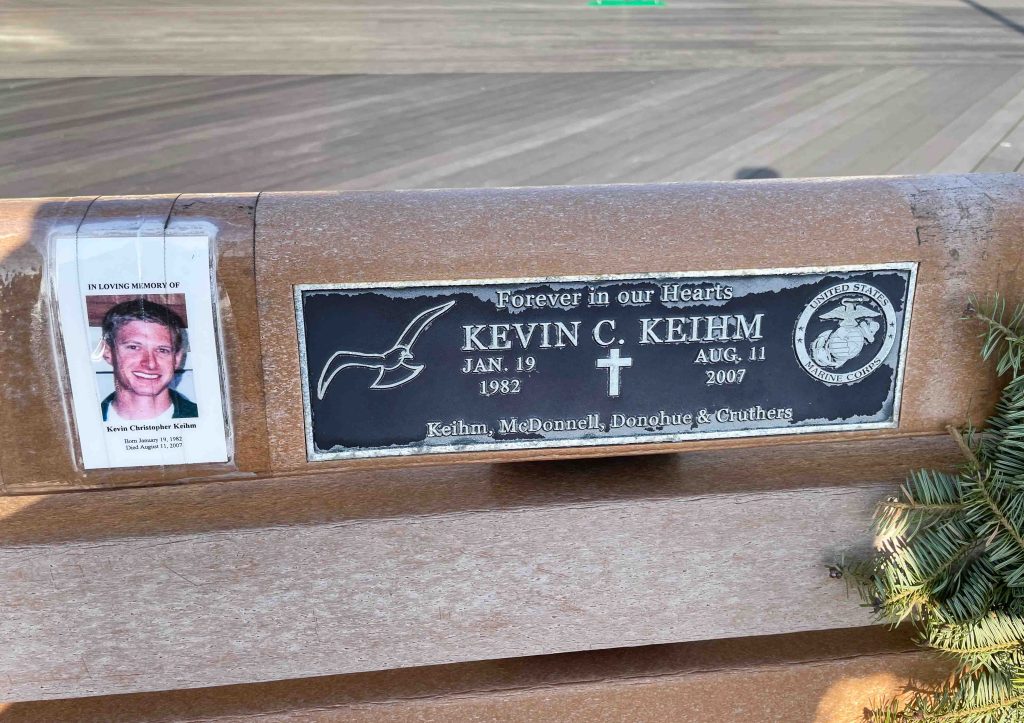 IN LOVING MEMORY OF
Kevin Christopher Keihm
Born January 19, 1982
Died August 11, 2007
Forever in our Hearts
KEVIN C. KEIHM
JAN. 19
1982
AUG. 11
2007
Keihm, McDonnell, Donohue & Cruthers
UNITED STATES
MARINE CORPS